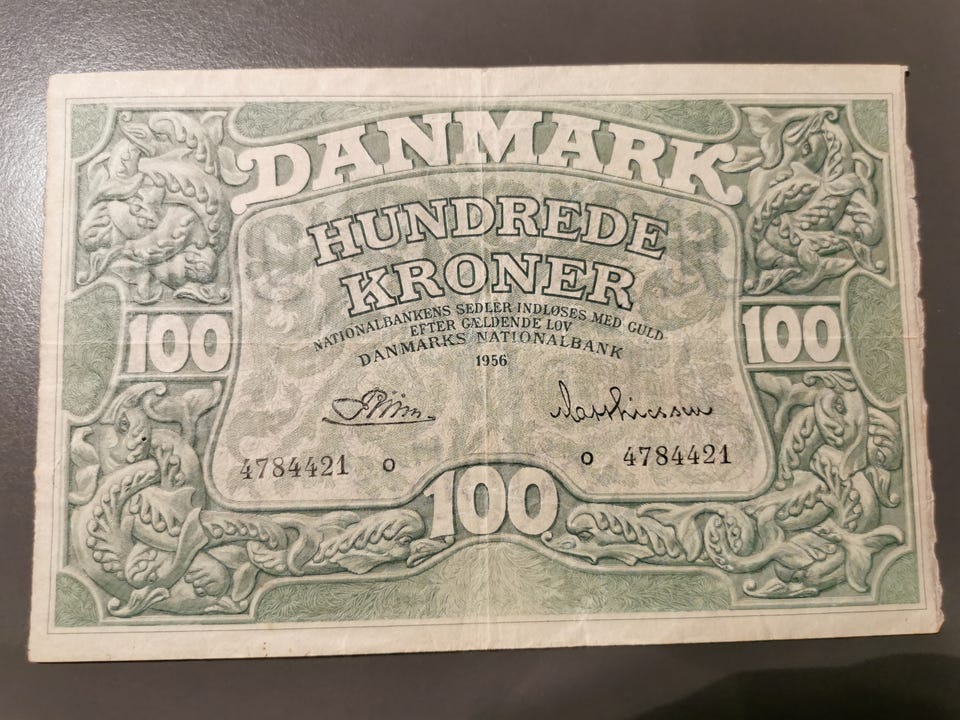 DANMARK
HUNDREDE
KRONER
NATIONALBANKENS SEDLER INDLØSES MED GULD
EFTER GÆLDENDE LOV
DANMARKS NATIONALBANK
1956
100 100
4784421 O O 4784421
100